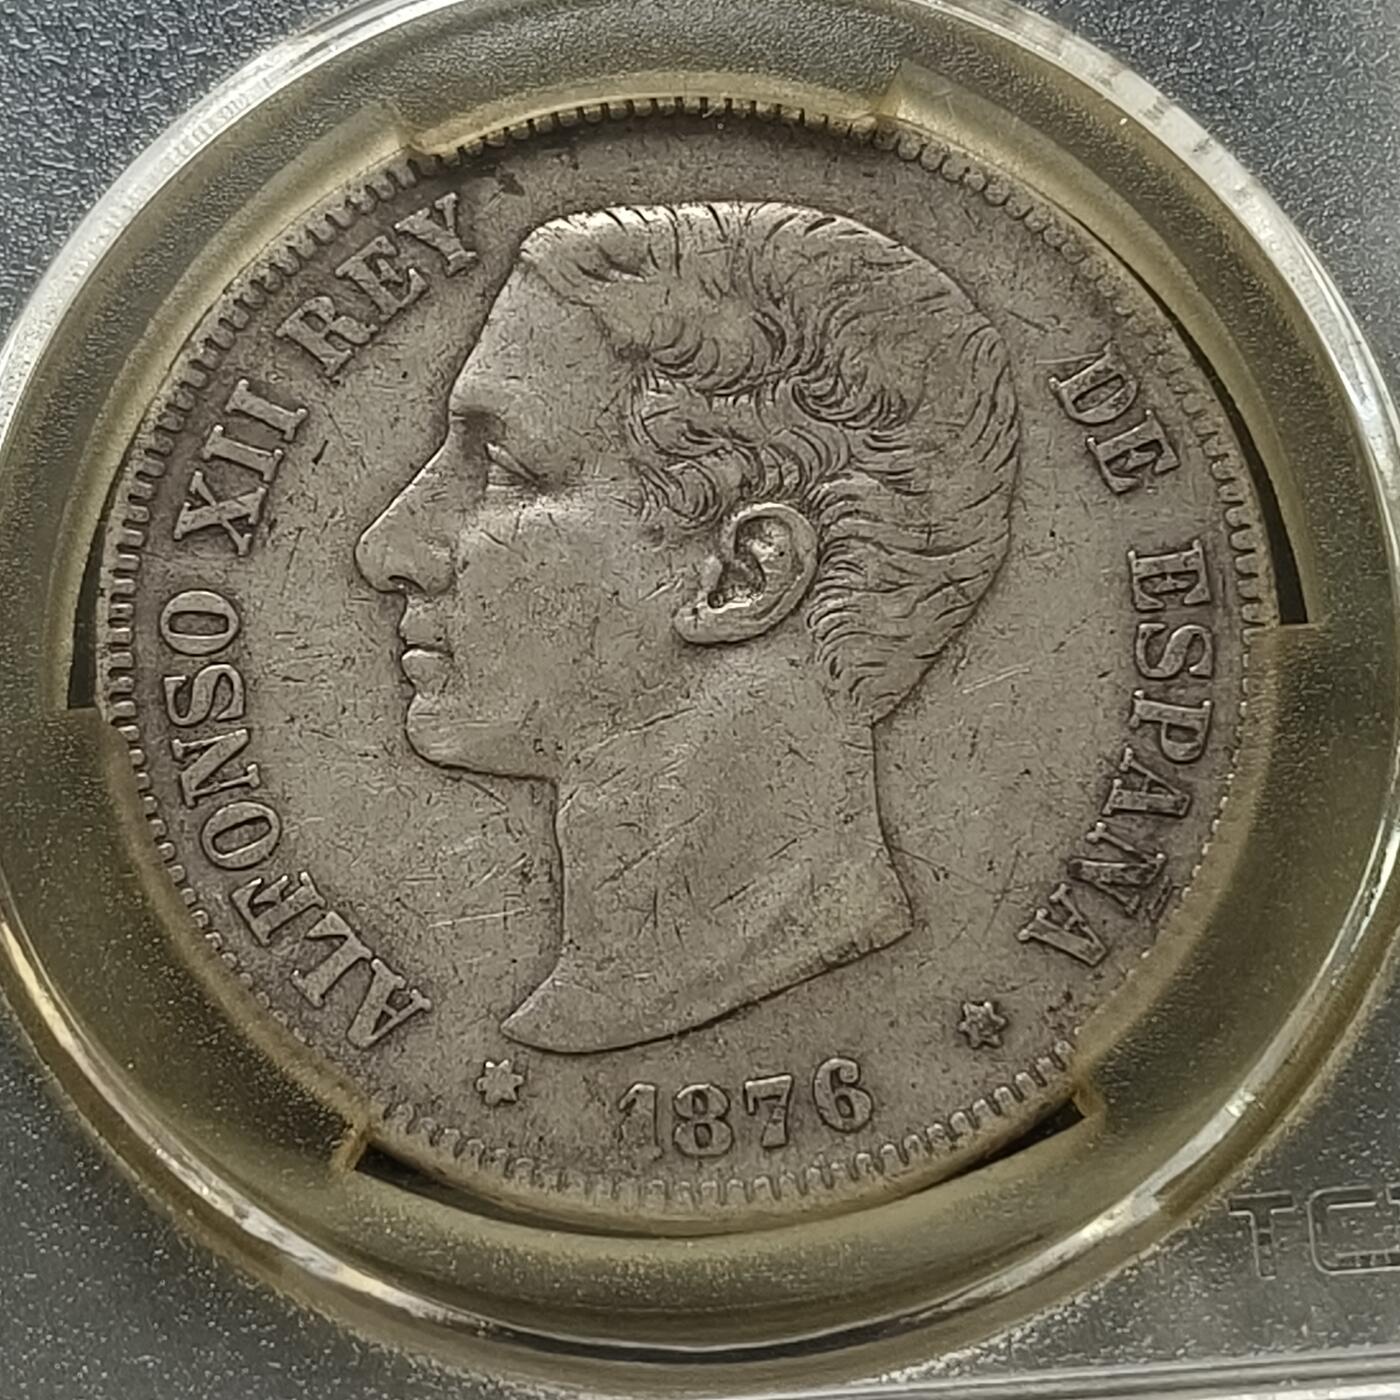 ALFONSO XII REY DE ESPAÑA
1876